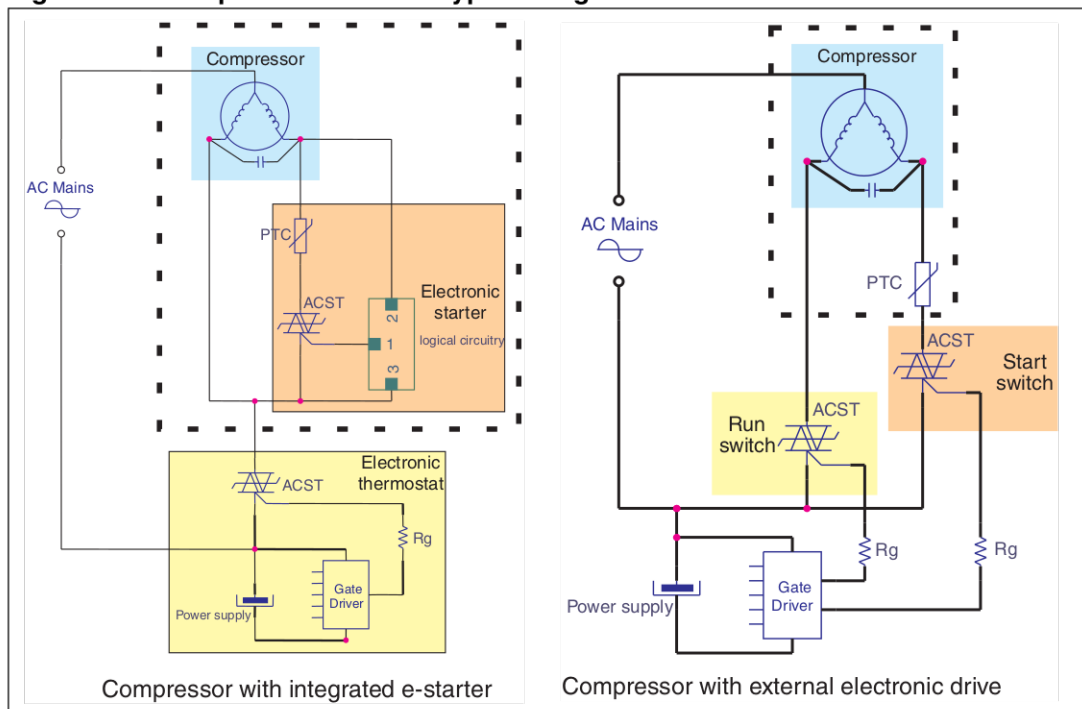 Compressor
AC Mains
PTC
ACST
Electronic
starter
logical circuitry
2
1
3
Electronic
thermostat
ACST
Rg
Gate
Driver
Power supply
Compressor with integrated e-starter
Compressor
AC Mains
PTC
ACST
Start
switch
ACST
Run
switch
Rg
Rg
Gate
Driver
Power supply
Compressor with external electronic drive